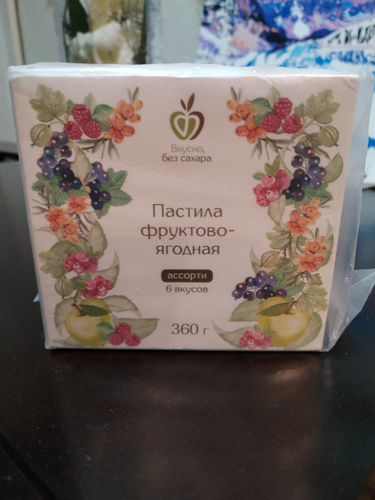 Вкусно,
без сахара
Пастила
фруктово-
ягодная
ассорти
6 вкусов
360 г